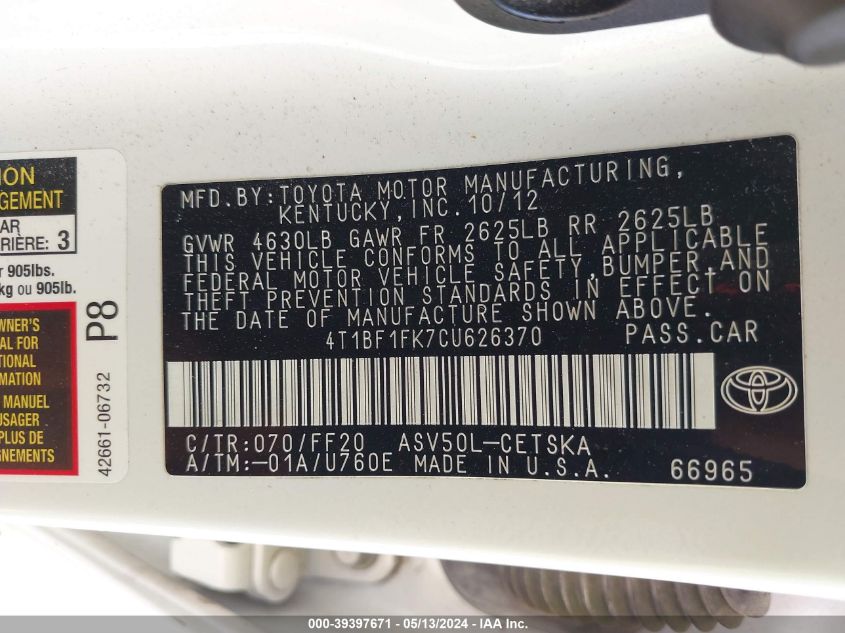 ION
GEMENT
AR
RIÈRE: 3
r 905lbs.
kg ou 905lb.
WNER'S
AL FOR
TIONAL
RMATION
MANUEL
USAGER
PLUS DE
GNEMENTS
P8
42661-06732
MFD. BY: TOYOTA MOTOR MANUFACTURING,
KENTUCKY, INC. 10/12
GVWR 4630LB GAWR FR 2625LB RR 2625LB
THIS VEHICLE CONFORMS TO ALL APPLICABLE
FEDERAL MOTOR VEHICLE SAFETY, BUMPER, AND
THEFT PREVENTION STANDARDS IN EFFECT ON
THE DATE OF MANUFACTURE SHOWN ABOVE.
4T1BF1FK7CU626370 PASS.CAR
C/TR: 070/FF20 ASV50L-CETSKA
A/TM: -01A/U760E MADE IN U.S.A.
66965
000-39397671 - 05/13/2024 - IAA Inc.